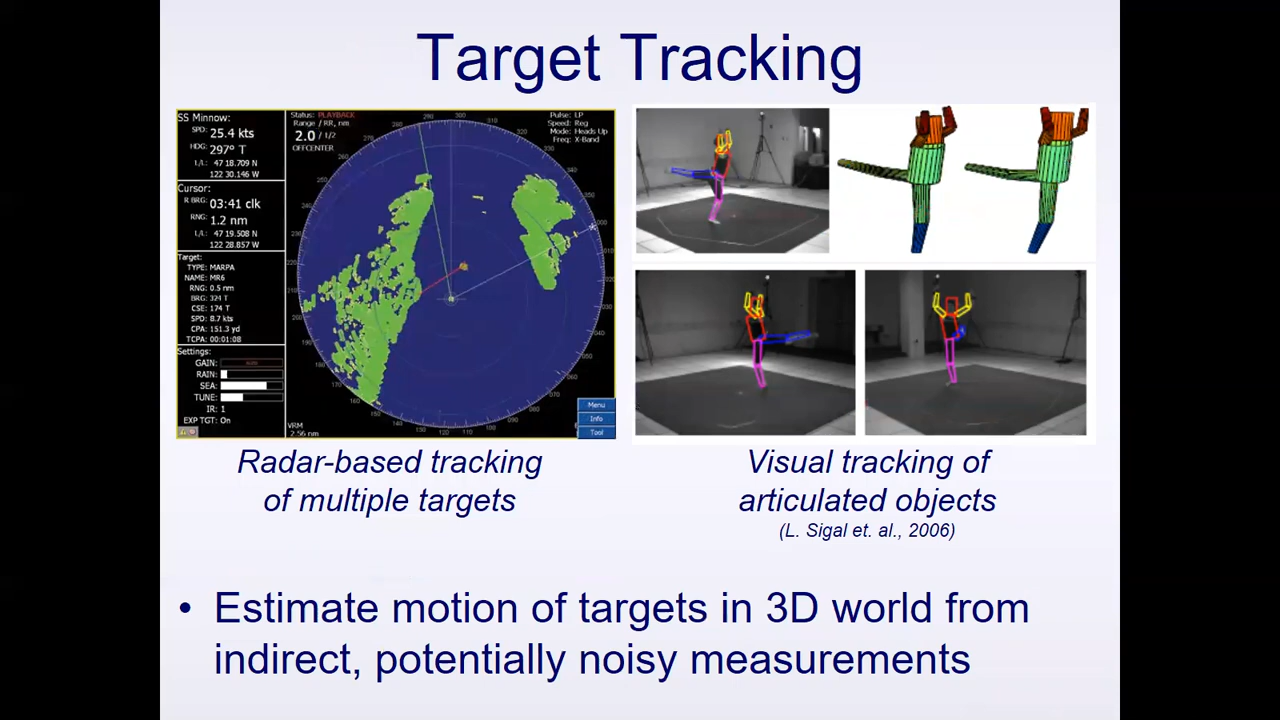 Target Tracking
SS Minnow:
SPD: 25.4 kts
HDG: 297° T
L/L: 47 18.709 N
122 30.146 W
Cursor:
R BRG: 03:41 clk
RNG: 1.2 nm
L/L: 47 19.508 N
122 28.857 W
Target:
TYPE: MARPA
NAME: MR6
RNG: 0.5 nm
BRG: 324 T
CSE: 174 T
SPD: 8.7 kts
CPA: 151.3 yd
TCPA: 00:01:08
Settings:
GAIN: AUTO
RAIN:
SEA:
TUNE:
IR: 1
EXP TGT: On
Status: PLAYBACK
Range / RR, nm
2.0 / 1/2
OFFCENTER
Pulse: LP
Speed: Reg
Mode: Heads Up
Freq: X-Band
VRM
2.56 nm
Menu
Info
Tool
Radar-based tracking
of multiple targets
Visual tracking of
articulated objects
(L. Sigal et. al., 2006)
• Estimate motion of targets in 3D world from
indirect, potentially noisy measurements